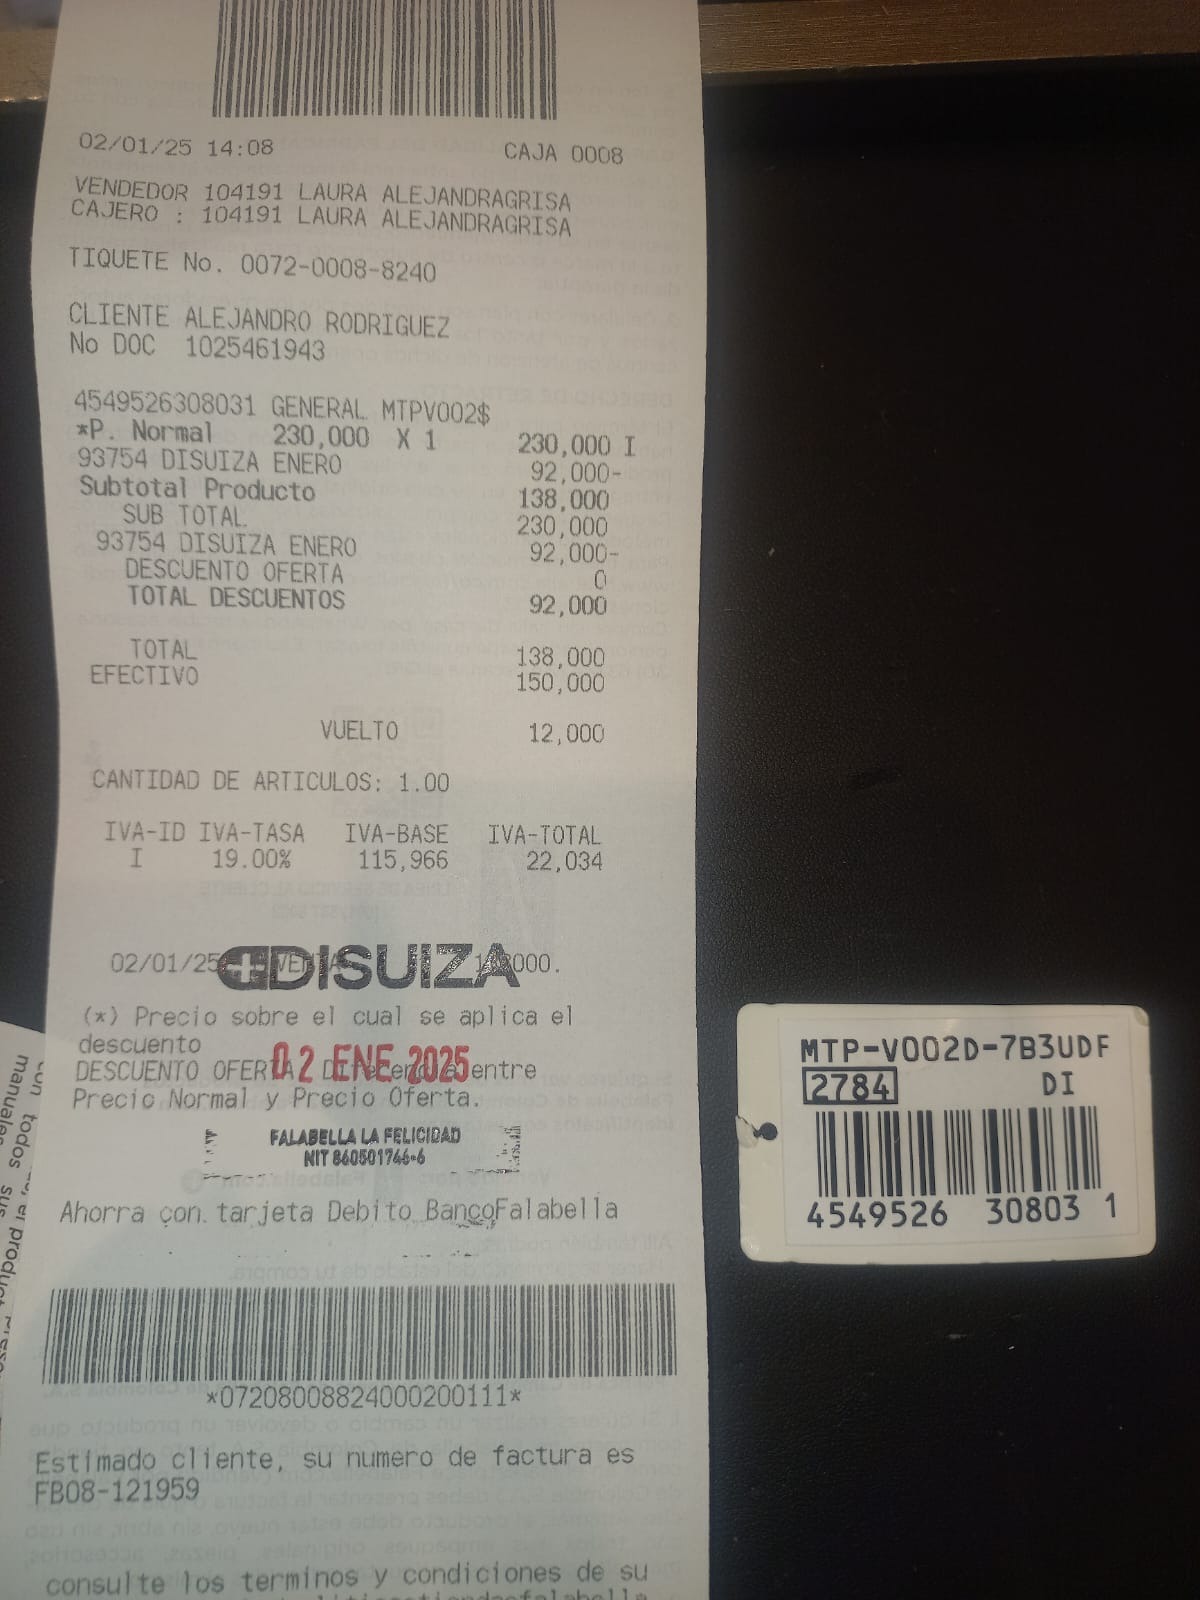 02/01/25 14:08 CAJA 0008
VENDEDOR 104191 LAURA ALEJANDRAGRISA
CAJERO : 104191 LAURA ALEJANDRAGRISA
TIQUETE No. 0072-0008-8240
CLIENTE ALEJANDRO RODRIGUEZ
No DOC 1025461943
4549526308031 GENERAL MTPV002$
*P. Normal 230,000 X 1 230,000 I
93754 DISUIZA ENERO 92,000-
Subtotal Producto 138,000
SUB TOTAL 230,000
93754 DISUIZA ENERO 92,000-
DESCUENTO OFERTA 0
TOTAL DESCUENTOS 92,000
TOTAL 138,000
EFECTIVO 150,000
VUELTO 12,000
CANTIDAD DE ARTICULOS: 1.00
IVA-ID IVA-TASA IVA-BASE IVA-TOTAL
I 19.00% 115,966 22,034
02/01/25
DISUIZA
(*) Precio sobre el cual se aplica el
descuento
02 ENE 2025
DESCUENTO OFERTA entre
Precio Normal y Precio Oferta.
FALABELLA LA FELICIDAD
NIT 860501746-6
Ahorra con tarjeta Debito BancoFalabella
*07208008824000200111*
Estimado cliente, su numero de factura es
FB08-121959
consulte los terminos y condiciones de su
MTP-V002D-7B3UDF
2784 DI
4549526 30803 1